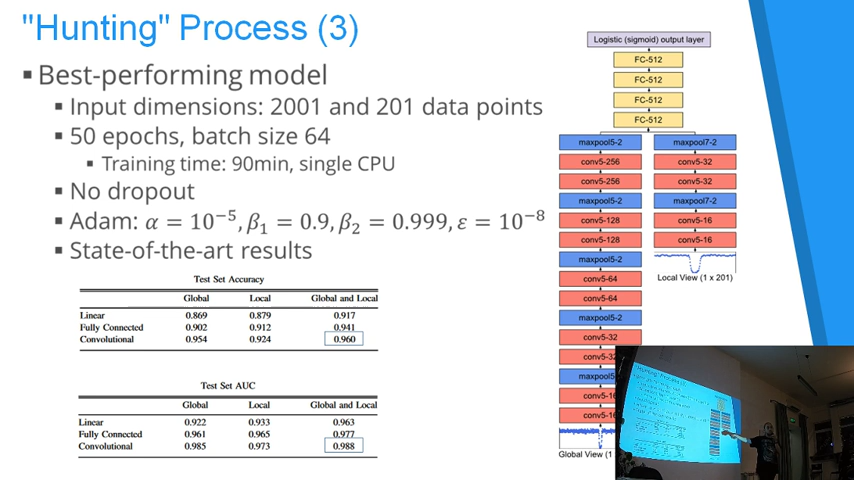 "Hunting" Process (3)
Best-performing model
Input dimensions: 2001 and 201 data points
50 epochs, batch size 64
Training time: 90min, single CPU
No dropout
Adam: α = 10⁻⁵, β₁ = 0.9, β₂ = 0.999, ε = 10⁻⁸
State-of-the-art results
Test Set Accuracy
Global Local Global and Local
Linear 0.869 0.879 0.917
Fully Connected 0.902 0.912 0.941
Convolutional 0.954 0.924 0.960
Test Set AUC
Global Local Global and Local
Linear 0.922 0.933 0.963
Fully Connected 0.961 0.965 0.977
Convolutional 0.985 0.973 0.988
Logistic (sigmoid) output layer
FC-512
FC-512
FC-512
FC-512
maxpool5-2
conv5-256
conv5-256
maxpool5-2
conv5-128
conv5-128
maxpool5-2
conv5-64
conv5-64
maxpool5-2
conv5-32
conv5-32
maxpool5
conv5-16
conv5-16
Global View (1
maxpool7-2
conv5-32
conv5-32
maxpool7-2
conv5-16
conv5-16
Local View (1 x 201)
"Hunting" Process (3)